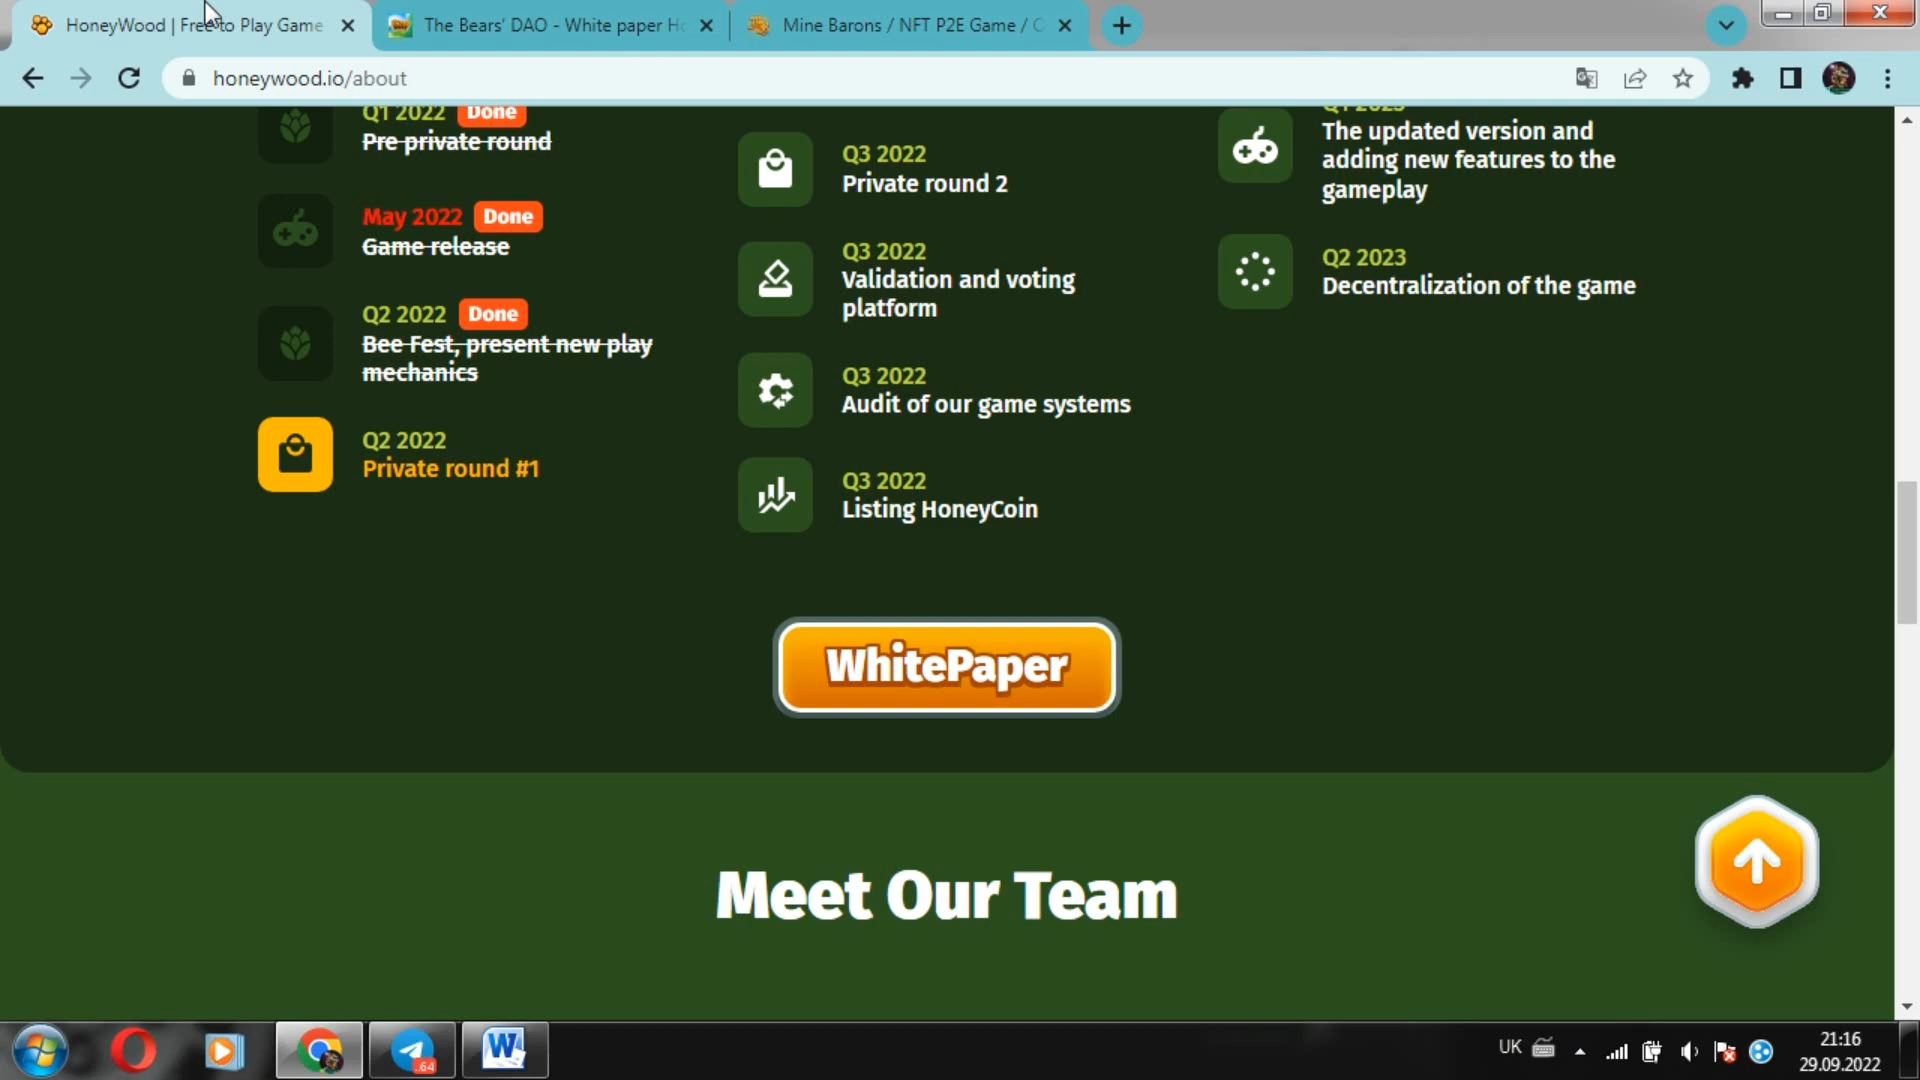 HoneyWood | Free to Play Game
The Bears' DAO - White paper Ho
Mine Barons / NFT P2E Game /
honeywood.io/about
Q1 2022 Done
Pre private round
May 2022 Done
Game release
Q2 2022 Done
Bee Fest, present new play
mechanics
Q2 2022
Private round #1
Q3 2022
Private round 2
Q3 2022
Validation and voting
platform
Q3 2022
Audit of our game systems
Q3 2022
Listing HoneyCoin
Q1 2023
The updated version and
adding new features to the
gameplay
Q2 2023
Decentralization of the game
WhitePaper
Meet Our Team
.64
W
UK
21:16
29.09.2022